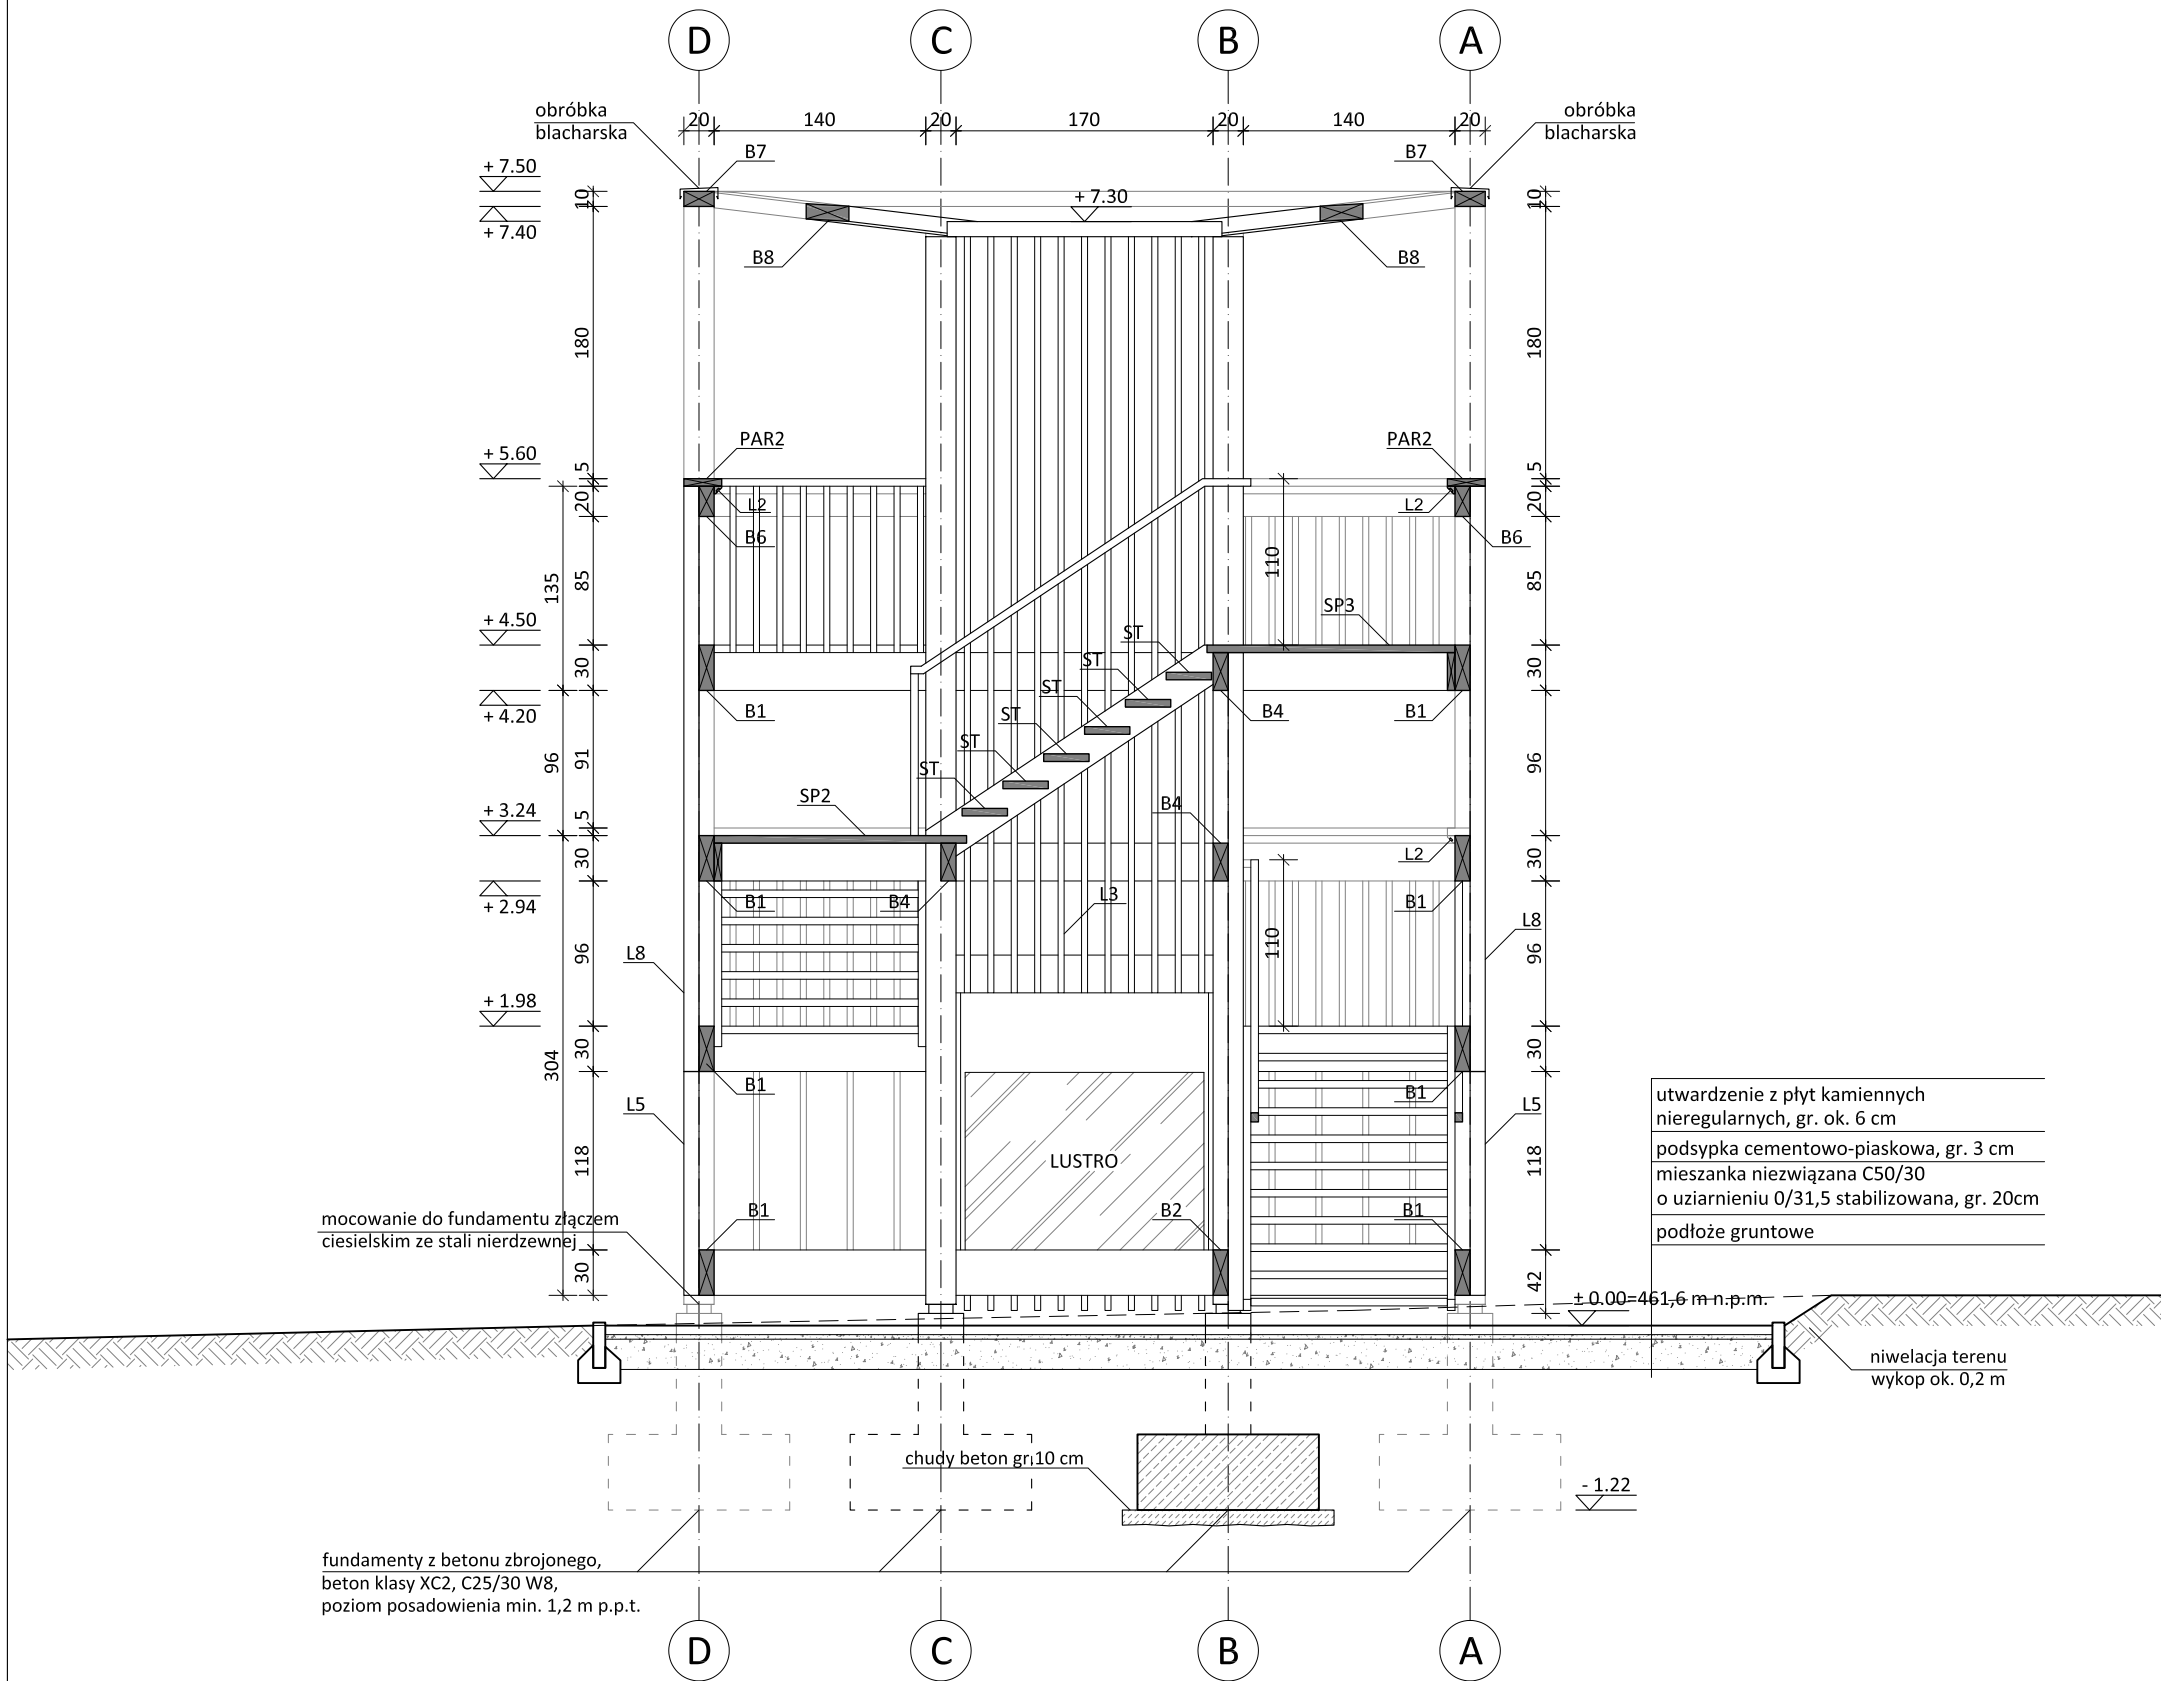 D C B A
20 140 20 170 20 140 20
obróbka
blacharska
obróbka
blacharska
B7
B7
+ 7.50
10
+ 7.30
10
+ 7.40
B8
B8
180
180
PAR2
PAR2
+ 5.60
5
5
20
L2
L2
20
B6
B6
110
135
85
85
SP3
+ 4.50
ST
30
ST
30
+ 4.20
B1
ST
B4
B1
ST
96
91
ST
96
ST
SP2
B4
+ 3.24
5
30
L2
30
+ 2.94
B1
B4
L3
B1
L8
110
L8
96
96
+ 1.98
304
30
30
B1
B1
L5
L5
utwardzenie z płyt kamiennych
nieregularnych, gr. ok. 6 cm
podsypka cementowo-piaskowa, gr. 3 cm
mieszanka niezwiązana C50/30
o uziarnieniu 0/31,5 stabilizowana, gr. 20cm
podłoże gruntowe
118
LUSTRO
118
B1
B2
B1
mocowanie do fundamentu złączem
ciesielskim ze stali nierdzewnej
30
42
± 0.00=461,6 m n.p.m.
niwelacja terenu
wykop ok. 0,2 m
chudy beton gr.10 cm
- 1.22
fundamenty z betonu zbrojonego,
beton klasy XC2, C25/30 W8,
poziom posadowienia min. 1,2 m p.p.t.
D C B A